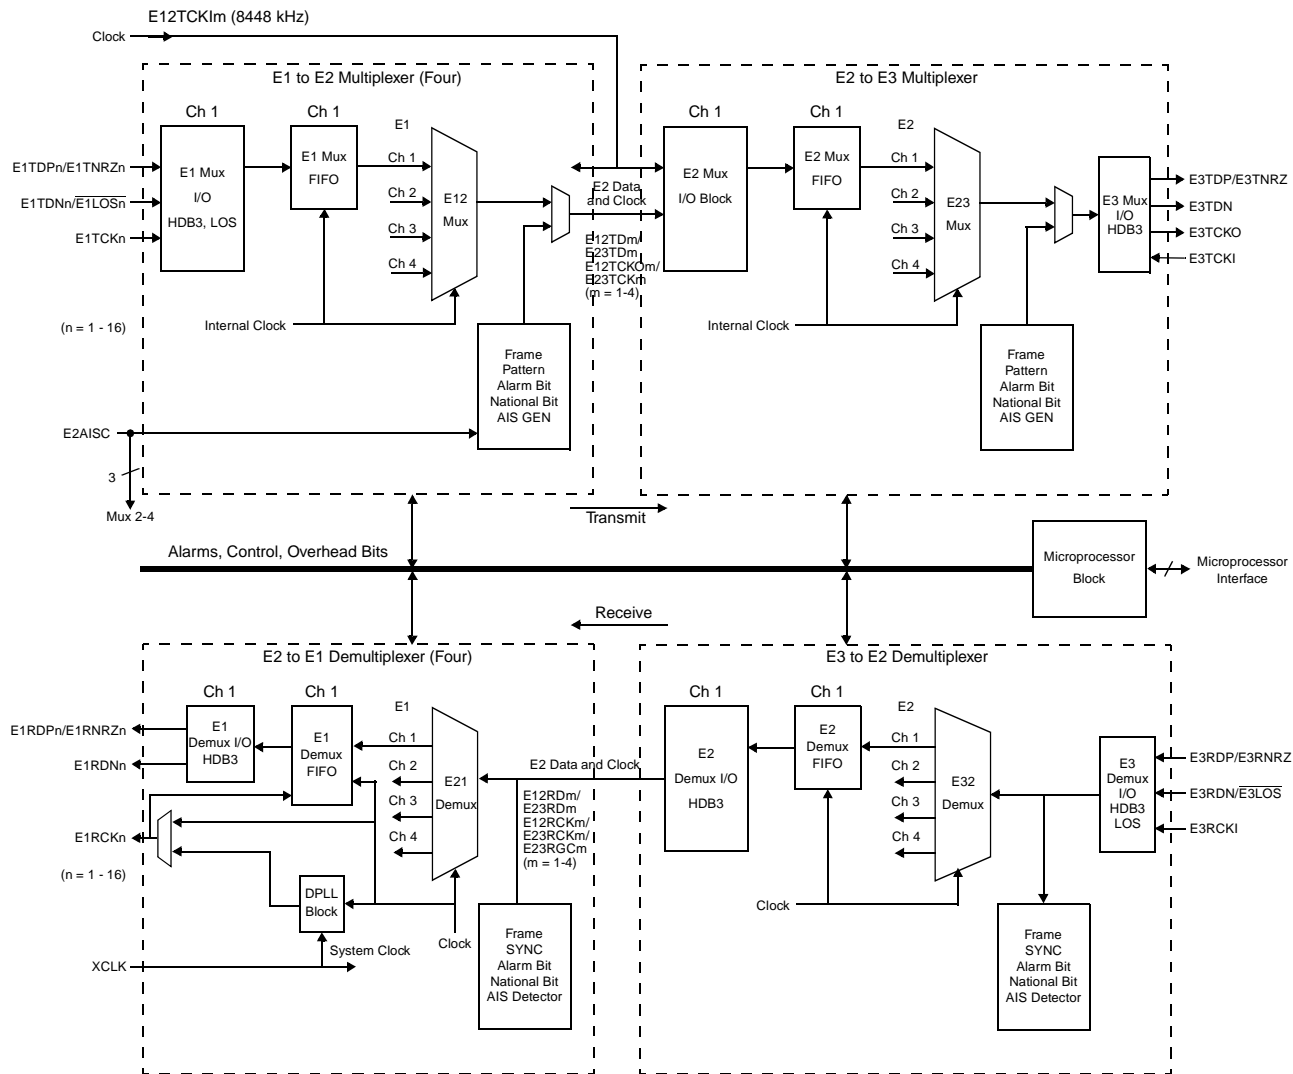 E12TCKIm (8448 kHz)
Clock
E1 to E2 Multiplexer (Four)
Ch 1
Ch 1
E1
E1TDPn/E1TNRZn
E1TDNn/E1LOSn
E1TCKn
E1 Mux
I/O
HDB3, LOS
E1 Mux
FIFO
Ch 1
Ch 2
Ch 3
Ch 4
E12
Mux
(n = 1 - 16)
Internal Clock
Frame
Pattern
Alarm Bit
National Bit
AIS GEN
E2AISC
3
Mux 2-4
E2 Data
and Clock
E12TDm/
E23TDm
E12TCKOm/
E23TCKm
(m = 1-4)
E2 to E3 Multiplexer
Ch 1
Ch 1
E2
E2 Mux
I/O Block
E2 Mux
FIFO
Ch 1
Ch 2
Ch 3
Ch 4
E23
Mux
E3 Mux
I/O
HDB3
E3TDP/E3TNRZ
E3TDN
E3TCKO
E3TCKI
Internal Clock
Frame
Pattern
Alarm Bit
National Bit
AIS GEN
Transmit
Alarms, Control, Overhead Bits
Microprocessor
Block
Microprocessor
Interface
Receive
E2 to E1 Demultiplexer (Four)
Ch 1
Ch 1
E1
E1RDPn/E1RNRZn
E1RDNn
E1RCKn
(n = 1 - 16)
E1
Demux I/O
HDB3
E1
Demux
FIFO
Ch 1
Ch 2
Ch 3
Ch 4
E21
Demux
DPLL
Block
System Clock
Clock
XCLK
Frame
SYNC
Alarm Bit
National Bit
AIS Detector
E2 Data and Clock
E12RDm/
E23RDm
E12RCKm/
E23RCKm/
E23RGCm
(m = 1-4)
E3 to E2 Demultiplexer
Ch 1
Ch 1
E2
E2
Demux I/O
HDB3
E2
Demux
FIFO
Ch 1
Ch 2
Ch 3
Ch 4
E32
Demux
E3
Demux
I/O
HDB3
LOS
E3RDP/E3RNRZ
E3RDN/E3LOS
E3RCKI
Clock
Frame
SYNC
Alarm Bit
National Bit
AIS Detector